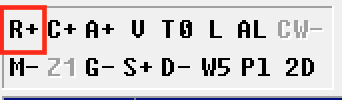 R+ C+ A+ V T0 L AL CW-
M- Z1 G- S+ D- W5 P1 2D